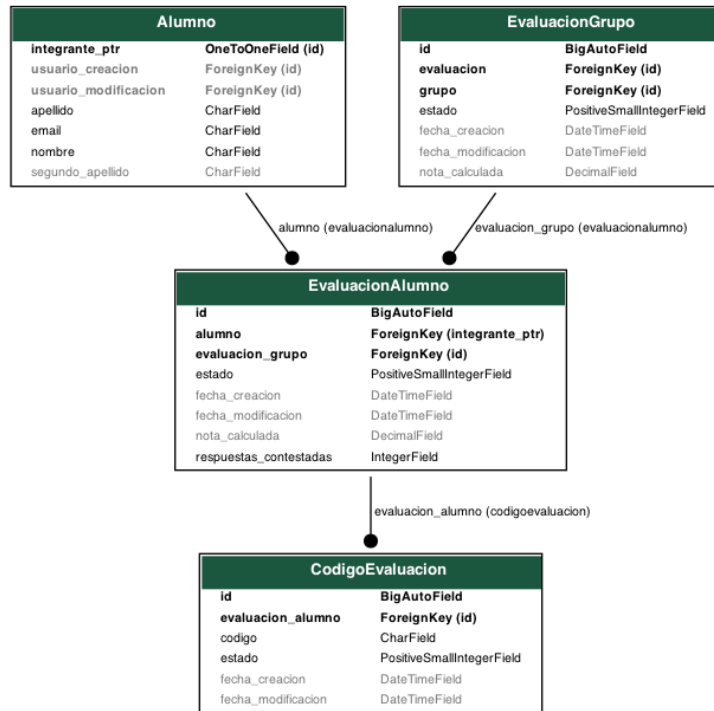 Alumno
integrante_ptr OneToOneField (id)
usuario_creacion ForeignKey (id)
usuario_modificacion ForeignKey (id)
apellido CharField
email CharField
nombre CharField
segundo_apellido CharField
EvaluacionGrupo
id BigAutoField
evaluacion ForeignKey (id)
grupo ForeignKey (id)
estado PositiveSmallIntegerField
fecha_creacion DateTimeField
fecha_modificacion DateTimeField
nota_calculada DecimalField
alumno (evaluacionalumno)
evaluacion_grupo (evaluacionalumno)
EvaluacionAlumno
id BigAutoField
alumno ForeignKey (integrante_ptr)
evaluacion_grupo ForeignKey (id)
estado PositiveSmallIntegerField
fecha_creacion DateTimeField
fecha_modificacion DateTimeField
nota_calculada DecimalField
respuestas_contestadas IntegerField
evaluacion_alumno (codigoevaluacion)
CodigoEvaluacion
id BigAutoField
evaluacion_alumno ForeignKey (id)
codigo CharField
estado PositiveSmallIntegerField
fecha_creacion DateTimeField
fecha_modificacion DateTimeField